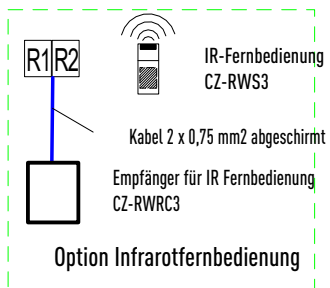 R1 R2
IR-Fernbedienung
CZ-RWS3
Kabel 2 x 0,75 mm2 abgeschirmt
Empfänger für IR Fernbedienung
CZ-RWRC3
Option Infrarotfernbedienung